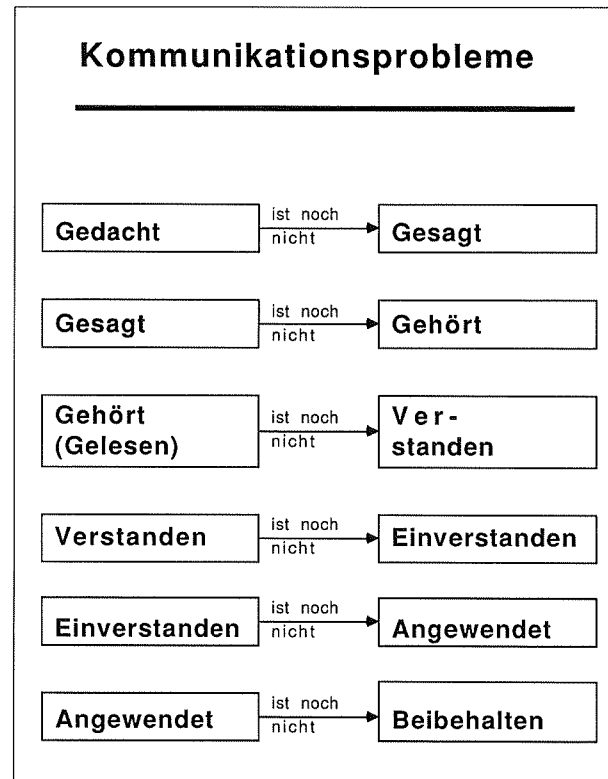 Kommunikationsprobleme
Gedacht ist noch nicht Gesagt
Gesagt ist noch nicht Gehört
Gehört (Gelesen) ist noch nicht Ver-
standen
Verstanden ist noch nicht Einverstanden
Einverstanden ist noch nicht Angewendet
Angewendet ist noch nicht Beibehalten